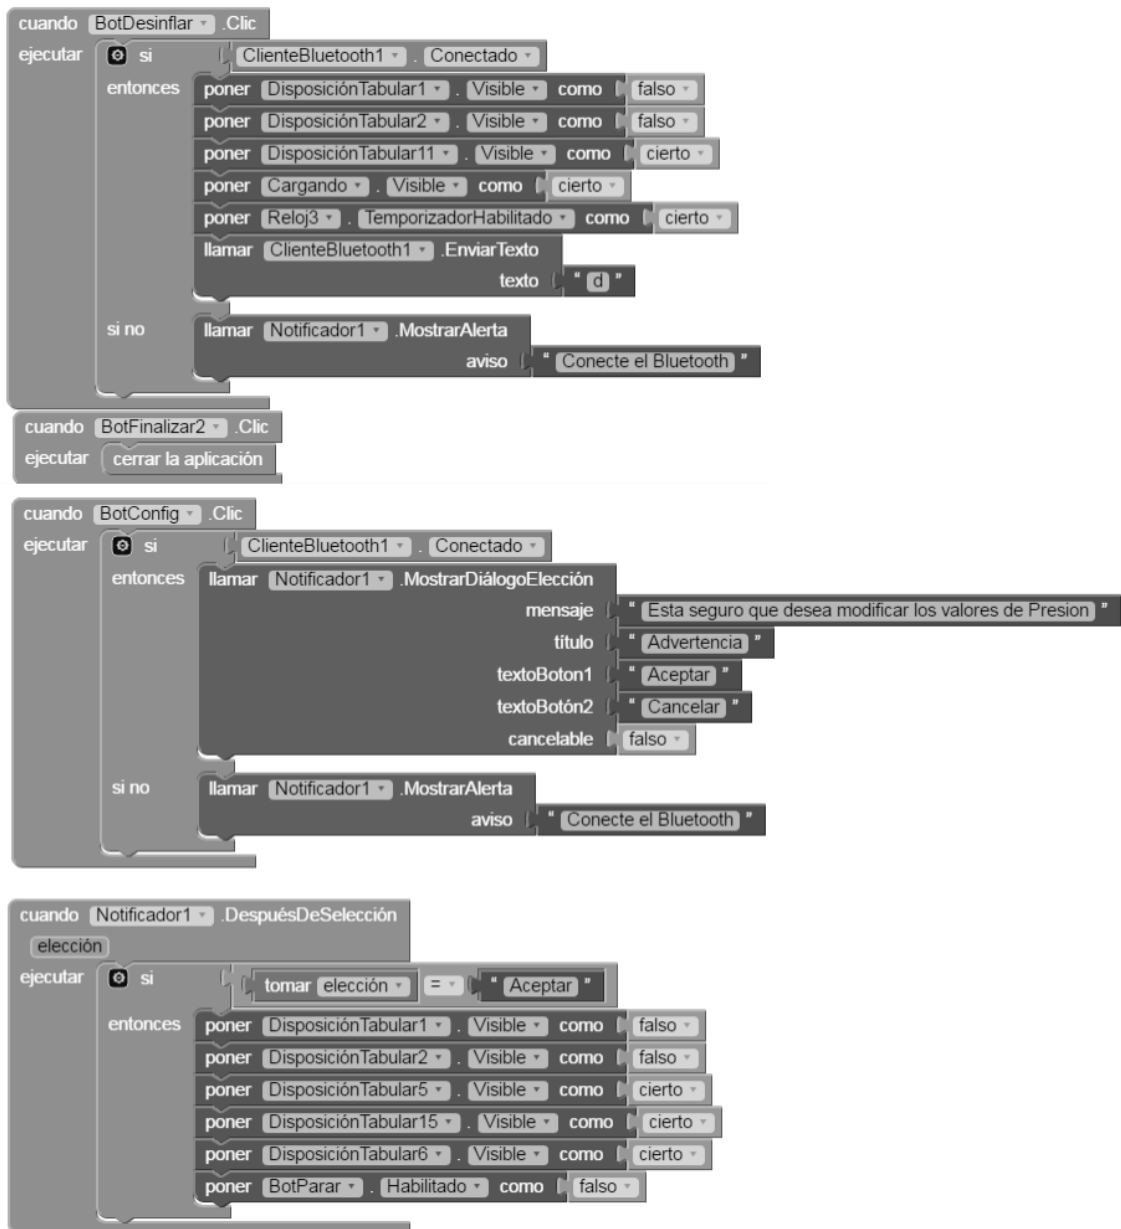 cuando BotDesinflar .Clic
ejecutar si ClienteBluetooth1 . Conectado
entonces poner DisposiciónTabular1 . Visible como falso
poner DisposiciónTabular2 . Visible como falso
poner DisposiciónTabular11 . Visible como cierto
poner Cargando . Visible como cierto
poner Reloj3 . TemporizadorHabilitado como cierto
llamar ClienteBluetooth1 .EnviarTexto
texto " d "
si no llamar Notificador1 .MostrarAlerta
aviso " Conecte el Bluetooth "
cuando BotFinalizar2 .Clic
ejecutar cerrar la aplicación
cuando BotConfig .Clic
ejecutar si ClienteBluetooth1 . Conectado
entonces llamar Notificador1 .MostrarDiálogoElección
mensaje " Esta seguro que desea modificar los valores de Presion "
título " Advertencia "
textoBoton1 " Aceptar "
textoBotón2 " Cancelar "
cancelable falso
si no llamar Notificador1 .MostrarAlerta
aviso " Conecte el Bluetooth "
cuando Notificador1 .DespuésDeSelección
elección
ejecutar si tomar elección = " Aceptar "
entonces poner DisposiciónTabular1 . Visible como falso
poner DisposiciónTabular2 . Visible como falso
poner DisposiciónTabular5 . Visible como cierto
poner DisposiciónTabular15 . Visible como cierto
poner DisposiciónTabular6 . Visible como cierto
poner BotParar . Habilitado como falso